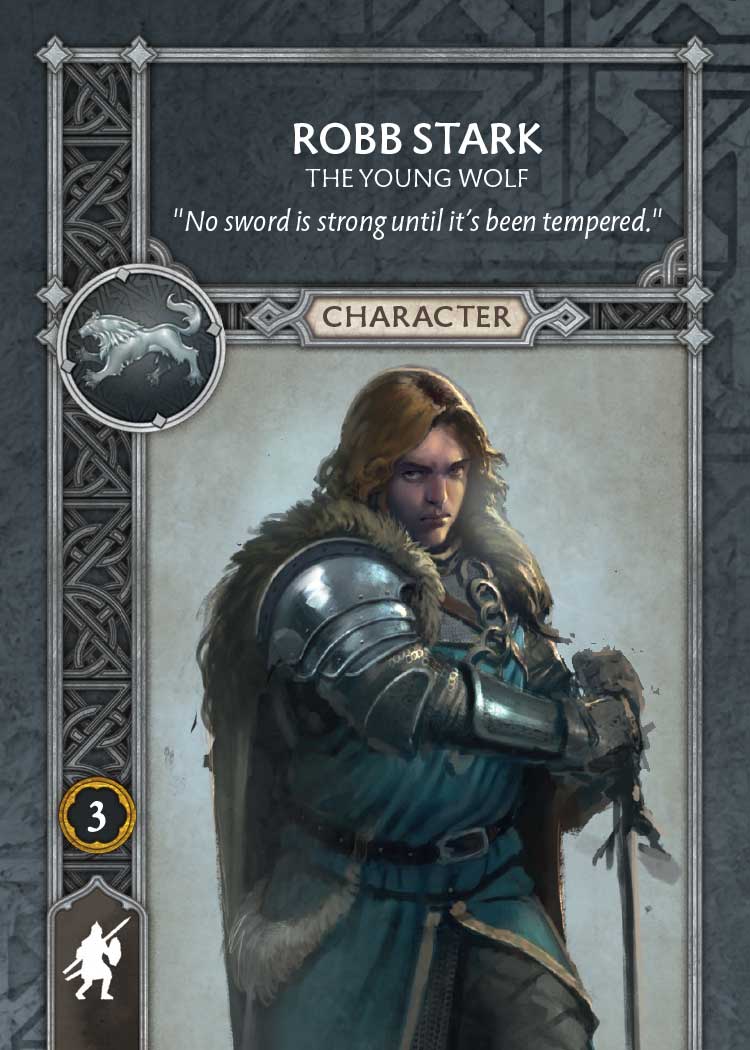 ROBB STARK
THE YOUNG WOLF
"No sword is strong until it's been tempered."
CHARACTER
3